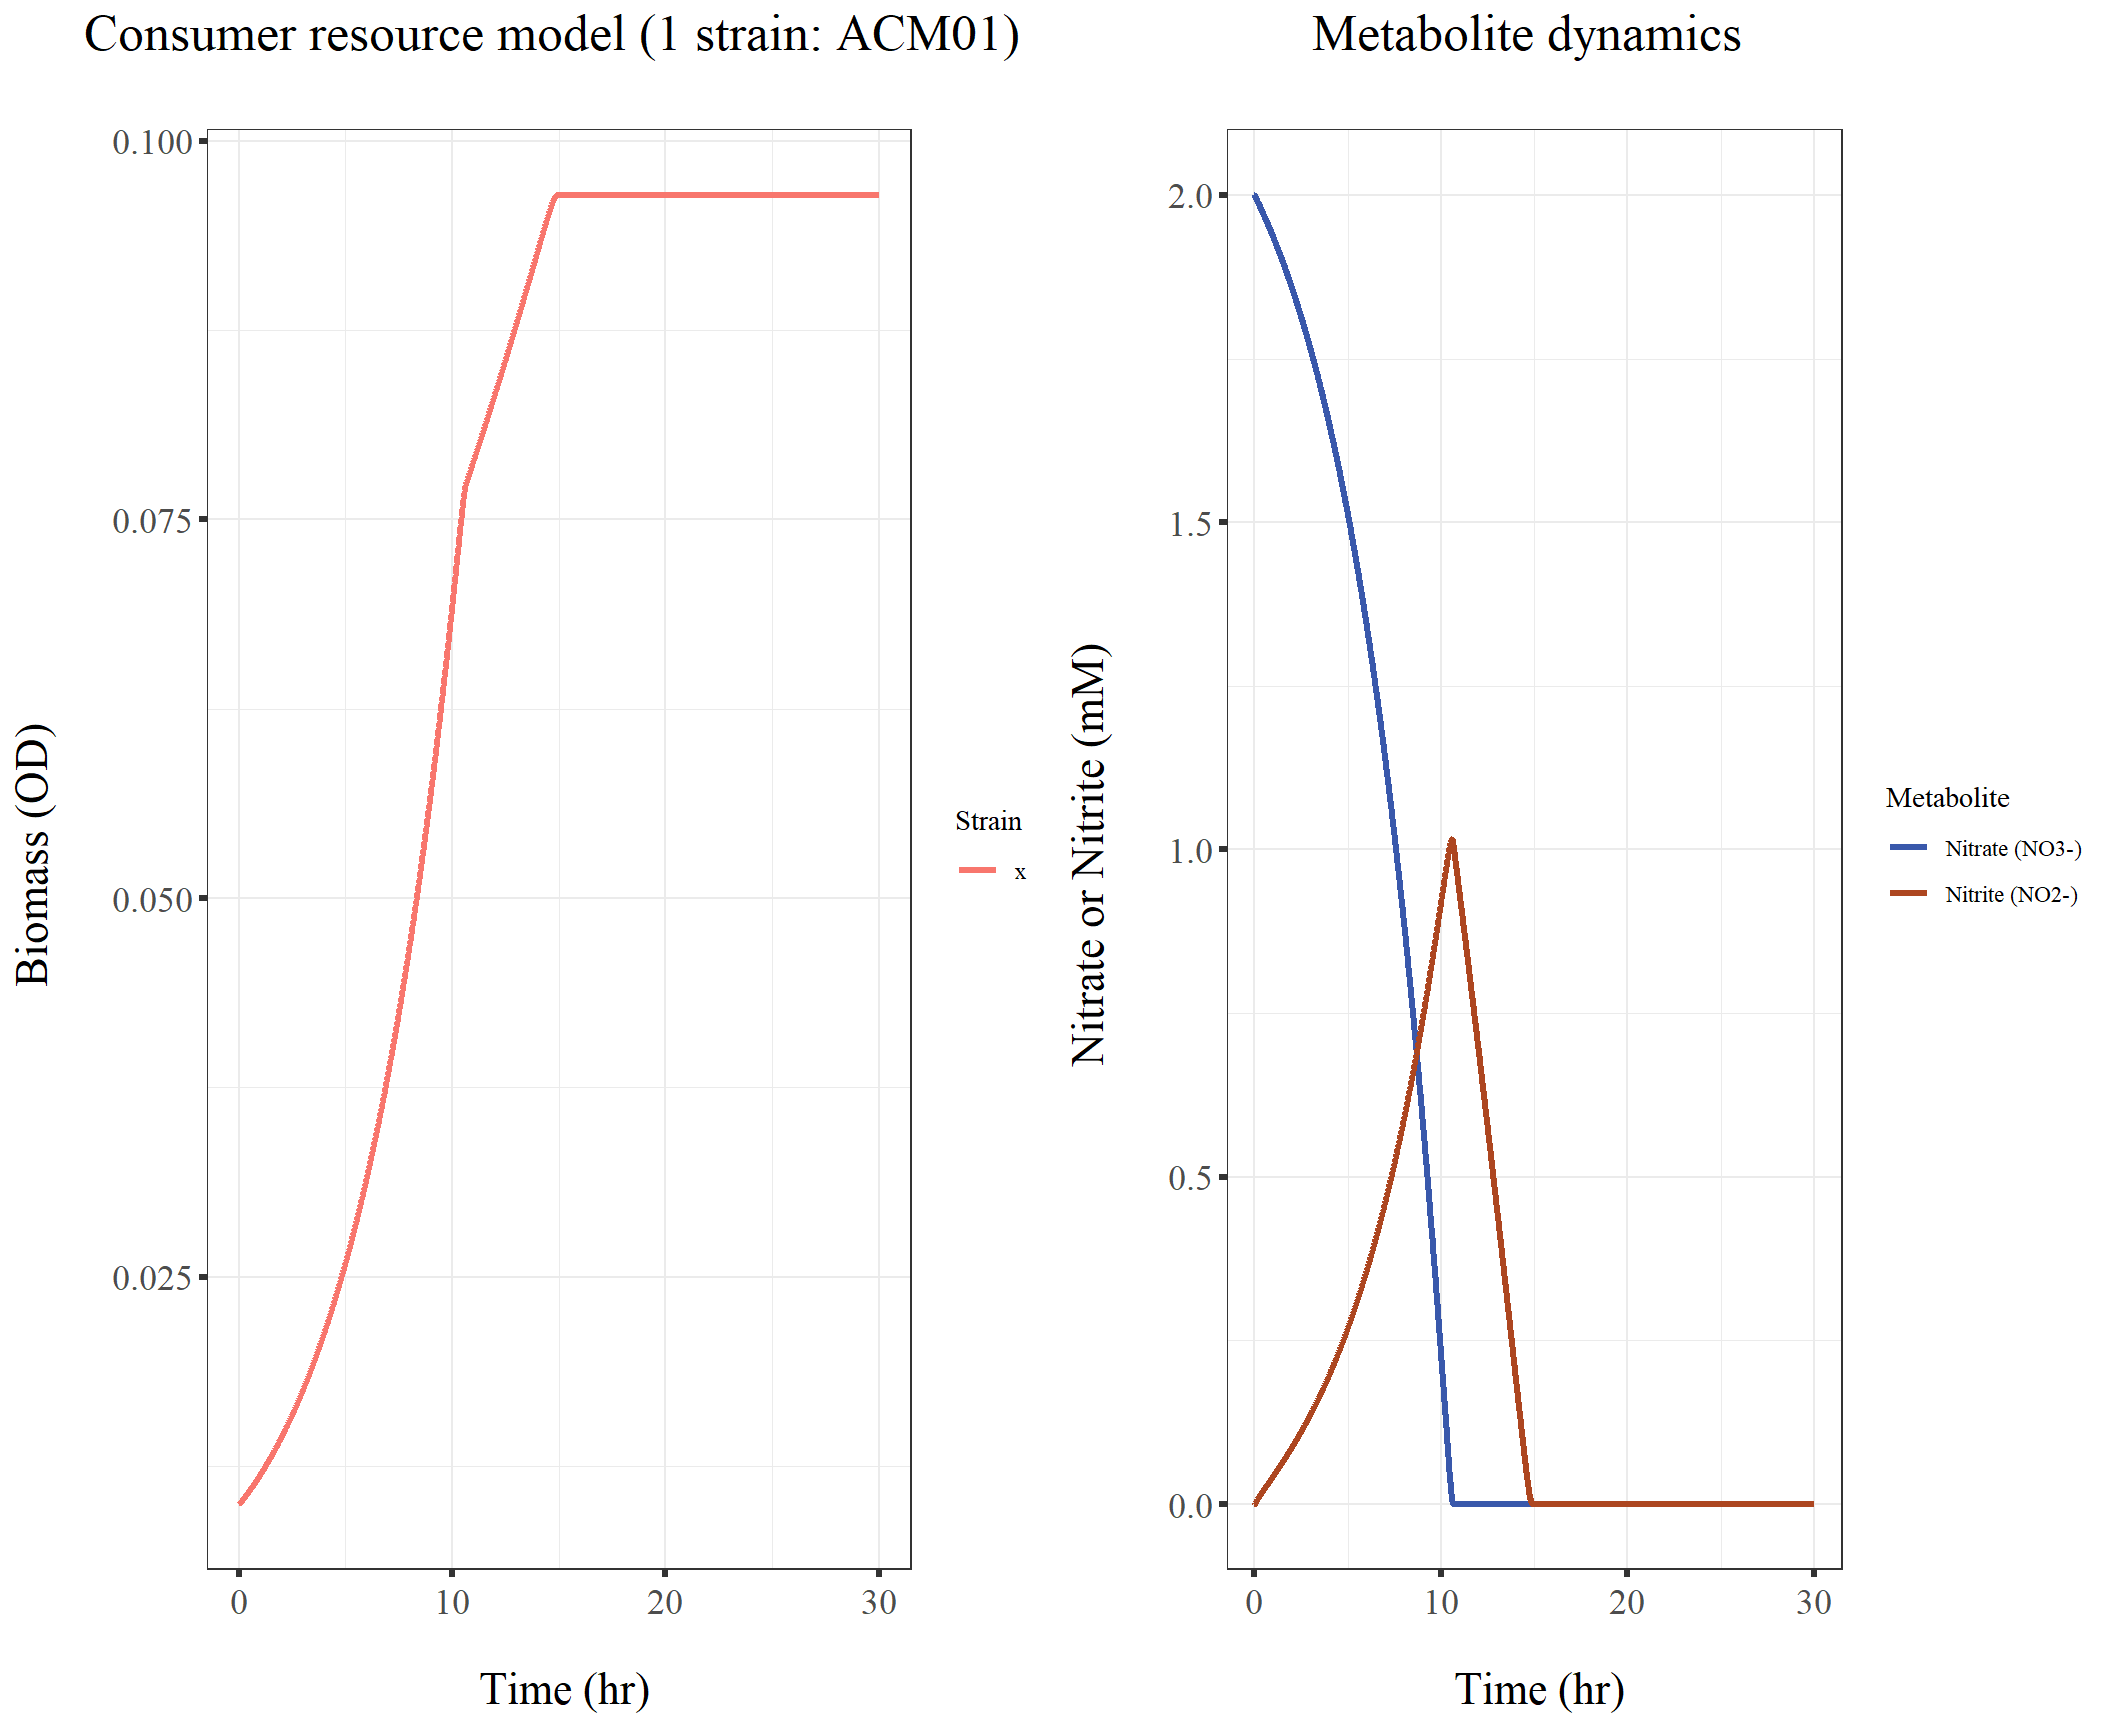 Consumer resource model (1 strain: ACM01)
Biomass (OD)
0.100
0.075
0.050
0.025
0 10 20 30
Time (hr)
Strain
x
Metabolite dynamics
Nitrate or Nitrite (mM)
2.0
1.5
1.0
0.5
0.0
0 10 20 30
Time (hr)
Metabolite
Nitrate (NO3-)
Nitrite (NO2-)